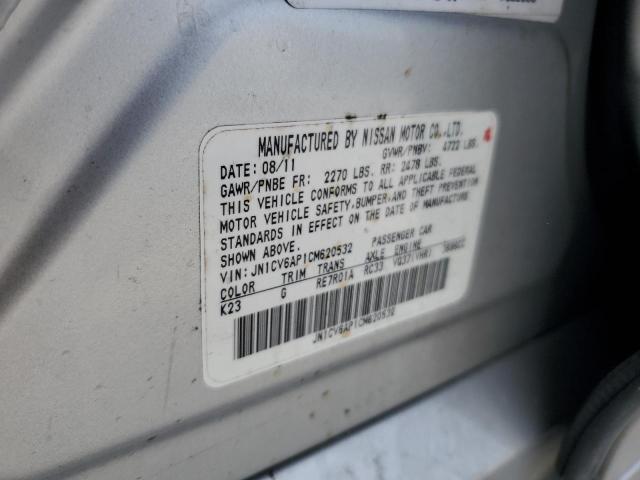 MANUFACTURED BY NISSAN MOTOR CO.,LTD.
DATE: 08/11 GVWR/PNBV: 4722 LBS.
GAWR/PNBE FR: 2270 LBS. RR: 2478 LBS.
THIS VEHICLE CONFORMS TO ALL APPLICABLE FEDERAL
MOTOR VEHICLE SAFETY,BUMPER,AND THEFT PREVENTION
STANDARDS IN EFFECT ON THE DATE OF MANUFACTURE
SHOWN ABOVE.
VIN: JN1CV6AP1CM620532 PASSENGER CAR
COLOR TRIM TRANS AXLE ENGINE
K23 G RE7R01A RC33 VQ37(VHR) 3696CC
JN1CV6AP1CM620532